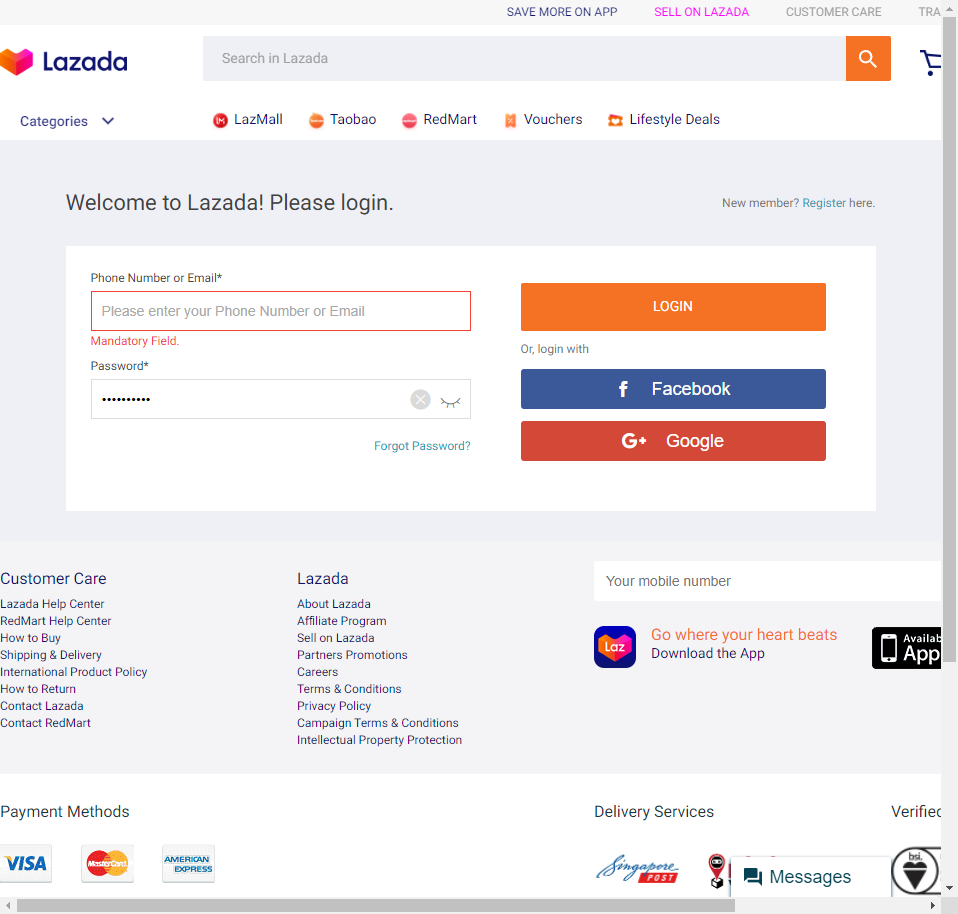 SAVE MORE ON APP SELL ON LAZADA CUSTOMER CARE TRA
Lazada
Search in Lazada
Categories
LazMall Taobao RedMart Vouchers Lifestyle Deals
Welcome to Lazada! Please login.
New member? Register here.
Phone Number or Email*
Please enter your Phone Number or Email
Mandatory Field.
Password*
Forgot Password?
LOGIN
Or, login with
Facebook
G+ Google
Customer Care
Lazada Help Center
RedMart Help Center
How to Buy
Shipping & Delivery
International Product Policy
How to Return
Contact Lazada
Contact RedMart
Lazada
About Lazada
Affiliate Program
Sell on Lazada
Partners Promotions
Careers
Terms & Conditions
Privacy Policy
Campaign Terms & Conditions
Intellectual Property Protection
Your mobile number
Laz
Go where your heart beats
Download the App
Availab
App
Payment Methods
VISA
MasterCard
AMERICAN
EXPRESS
Delivery Services
Singapore
POST
Verified
bsi.
Messages